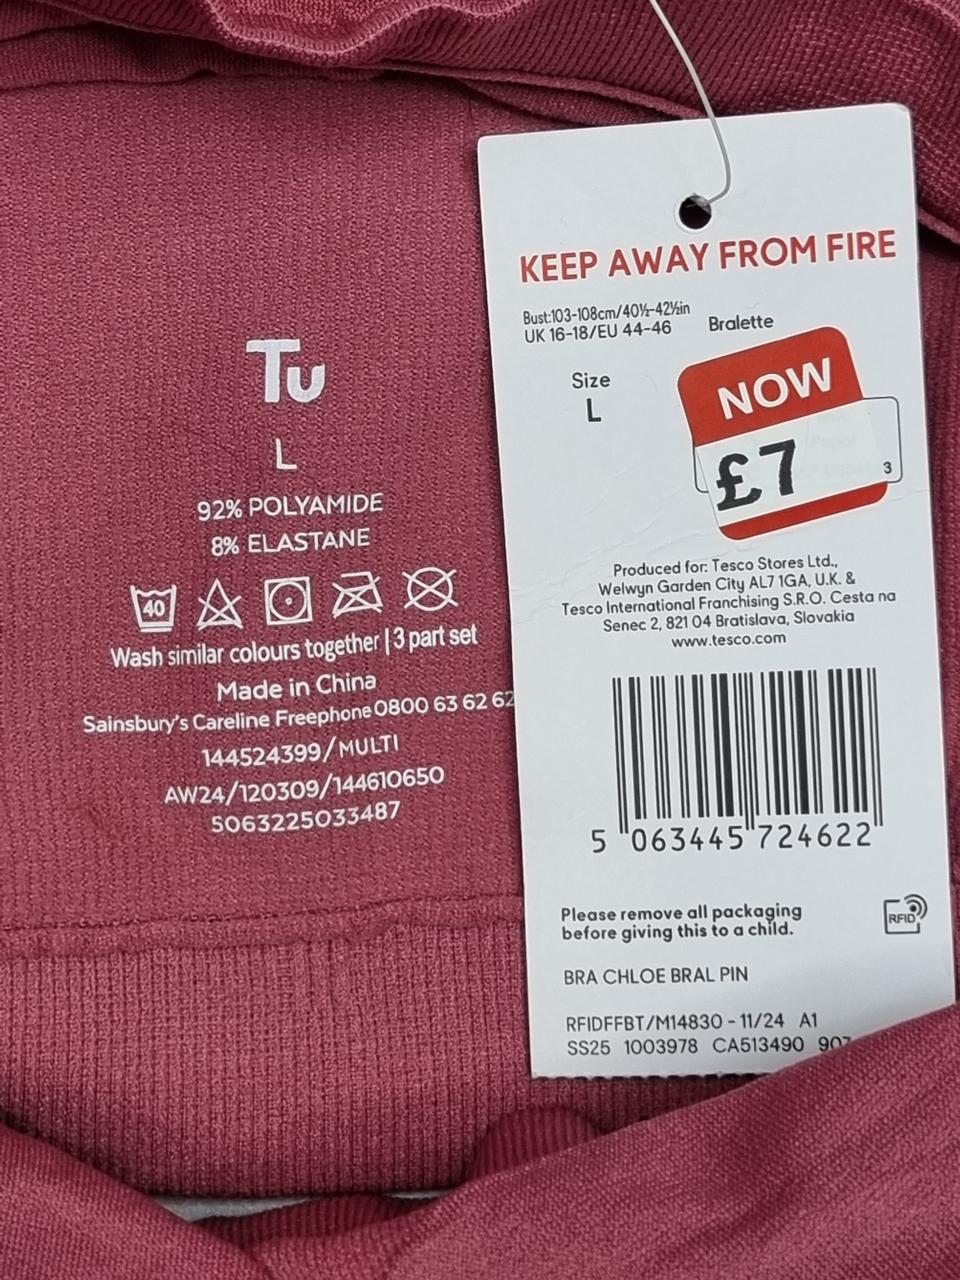 Tu
L
92% POLYAMIDE
8% ELASTANE
40
Wash similar colours together | 3 part set
Made in China
Sainsbury's Careline Freephone 0800 63 62 62
144524399/MULTI
AW24/120309/144610650
5063225033487
KEEP AWAY FROM FIRE
Bust:103-108cm/40½-42½in
UK 16-18/EU 44-46
Bralette
Size
L
NOW
£7
3
Produced for: Tesco Stores Ltd.,
Welwyn Garden City AL7 1GA, U.K. &
Tesco International Franchising S.R.O. Cesta na
Senec 2, 821 04 Bratislava, Slovakia
www.tesco.com
5 063445 724622
Please remove all packaging
before giving this to a child.
RFID
BRA CHLOE BRAL PIN
RFIDFFBT/M14830 - 11/24 A1
SS25 1003978 CA513490 907